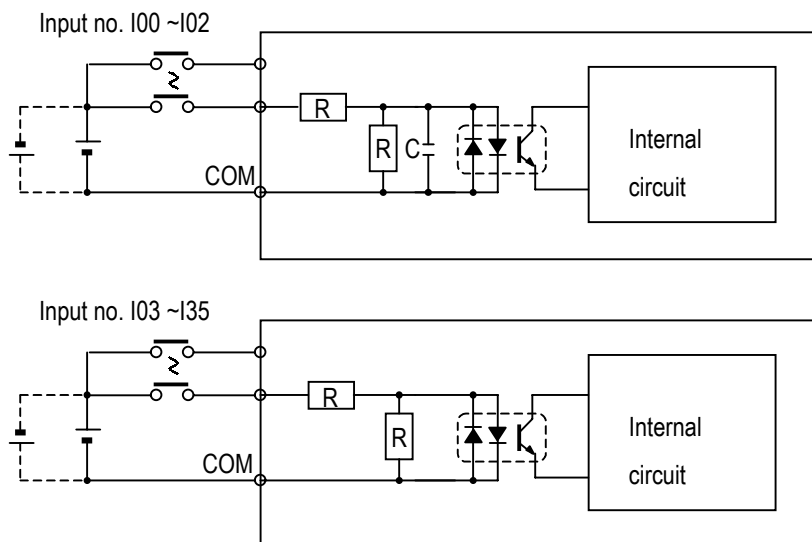 Input no. I00 ~I02
R
R
C
COM
Internal
circuit
Input no. I03 ~I35
R
R
COM
Internal
circuit